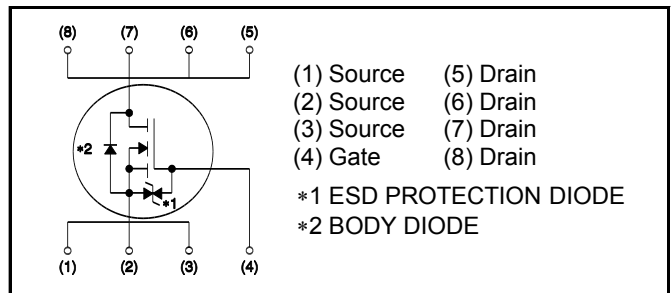 (8) (7) (6) (5)
*2
*1
(1) (2) (3) (4)
(1) Source (5) Drain
(2) Source (6) Drain
(3) Source (7) Drain
(4) Gate (8) Drain
*1 ESD PROTECTION DIODE
*2 BODY DIODE